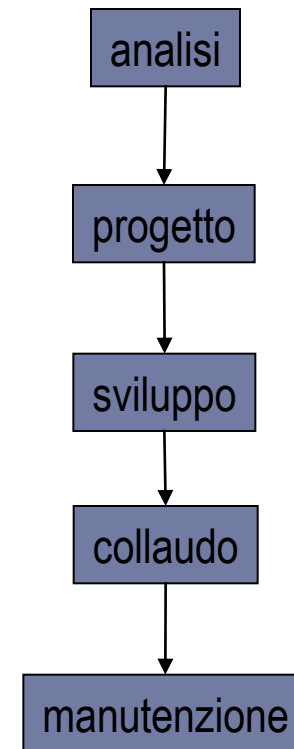 analisi
progetto
sviluppo
collaudo
manutenzione